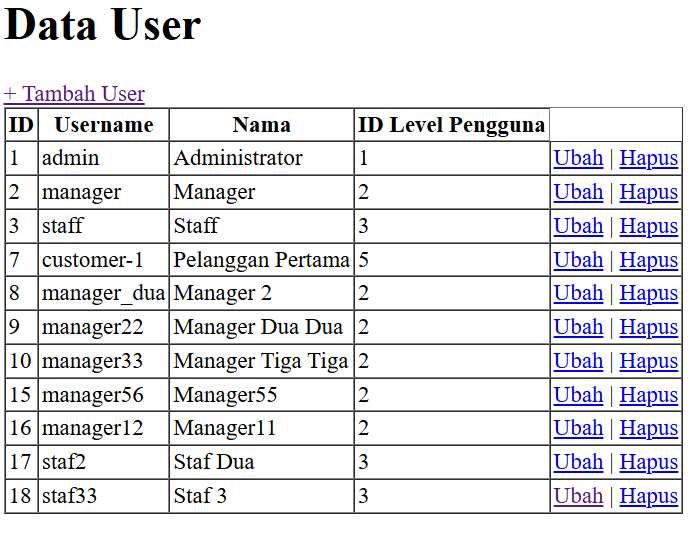 Data User
+ Tambah User
ID Username Nama ID Level Pengguna
1 admin Administrator 1 Ubah | Hapus
2 manager Manager 2 Ubah | Hapus
3 staff Staff 3 Ubah | Hapus
7 customer-1 Pelanggan Pertama 5 Ubah | Hapus
8 manager_dua Manager 2 2 Ubah | Hapus
9 manager22 Manager Dua Dua 2 Ubah | Hapus
10 manager33 Manager Tiga Tiga 2 Ubah | Hapus
15 manager56 Manager55 2 Ubah | Hapus
16 manager12 Manager11 2 Ubah | Hapus
17 staf2 Staf Dua 3 Ubah | Hapus
18 staf33 Staf 3 3 Ubah | Hapus